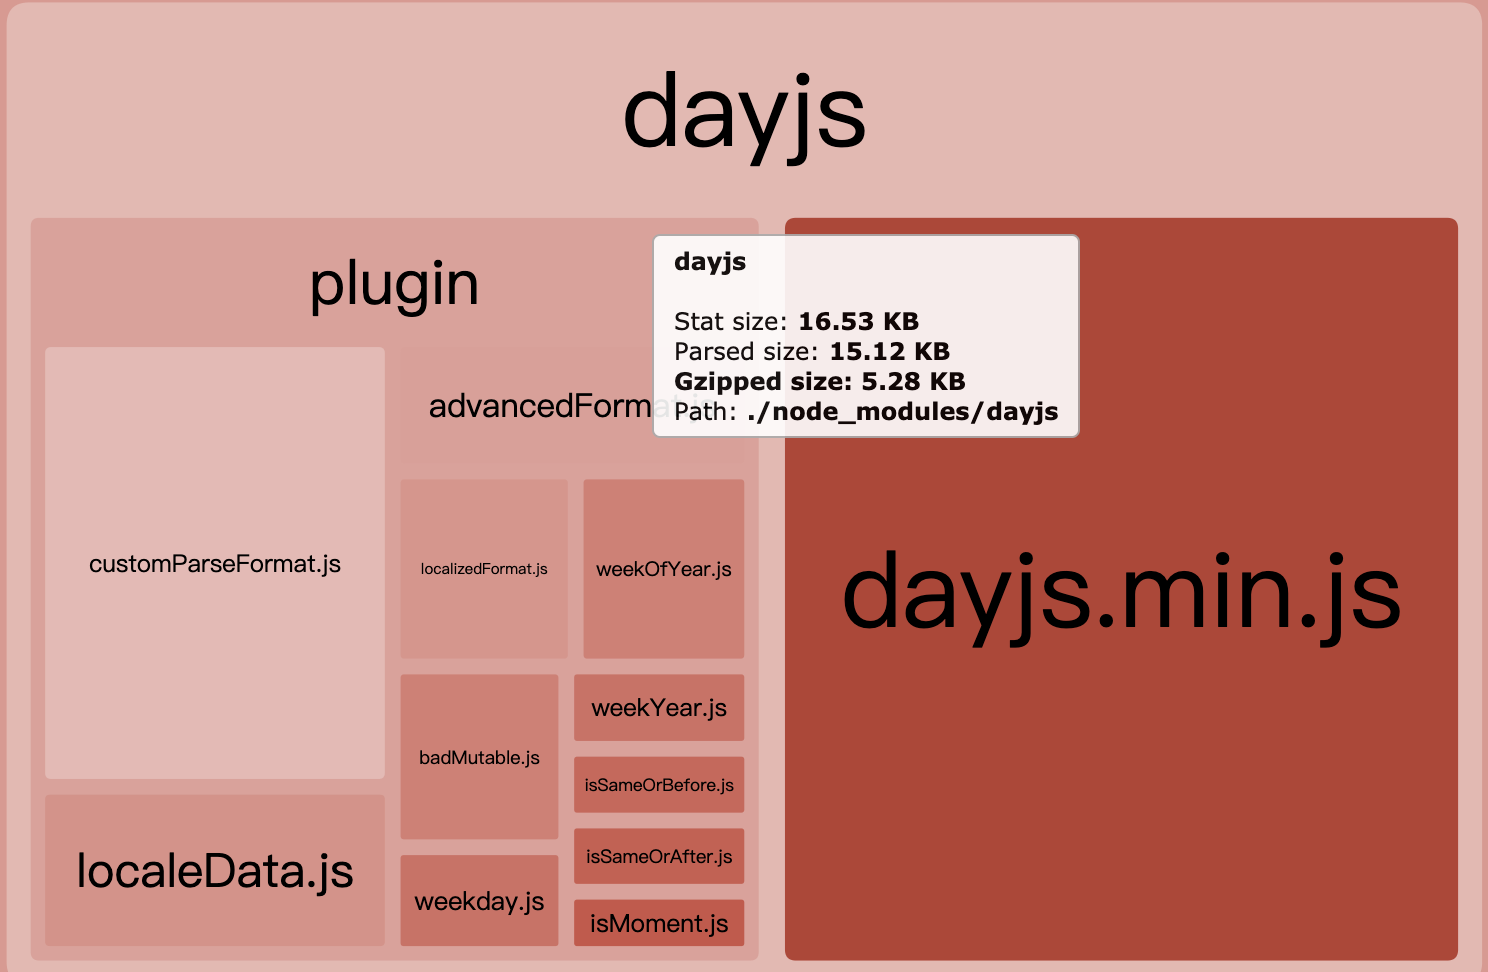 dayjs
plugin
dayjs
Stat size: 16.53 KB
Parsed size: 15.12 KB
Gzipped size: 5.28 KB
Path: ./node_modules/dayjs
advancedFormat.js
customParseFormat.js
localizedFormat.js
weekOfYear.js
dayjs.min.js
weekYear.js
badMutable.js
isSameOrBefore.js
isSameOrAfter.js
localeData.js
weekday.js
isMoment.js